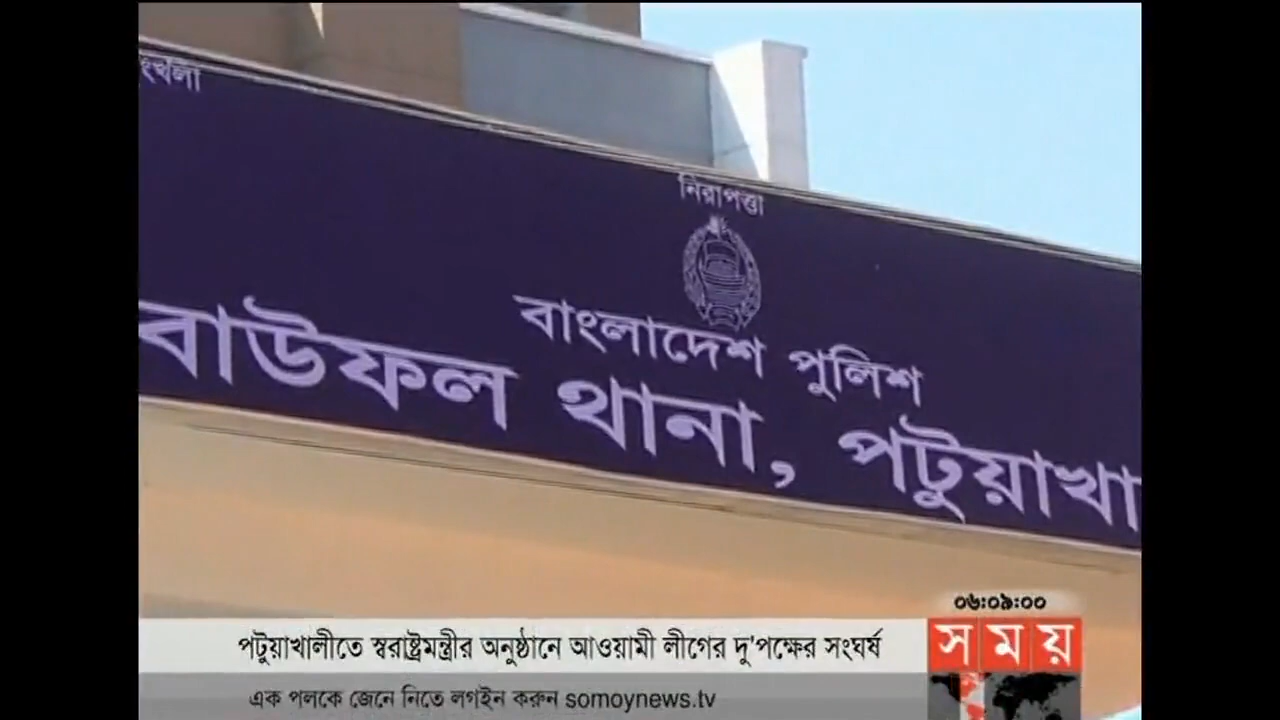 নিরাপত্তা
বাংলাদেশ পুলিশ
বাউফল থানা, পটুয়াখা
০৬:০৯:০০
পটুয়াখালীতে স্বরাষ্ট্রমন্ত্রীর অনুষ্ঠানে আওয়ামী লীগের দু'পক্ষের সংঘর্ষ
সময়
এক পলকে জেনে নিতে লগইন করুন somoynews.tv